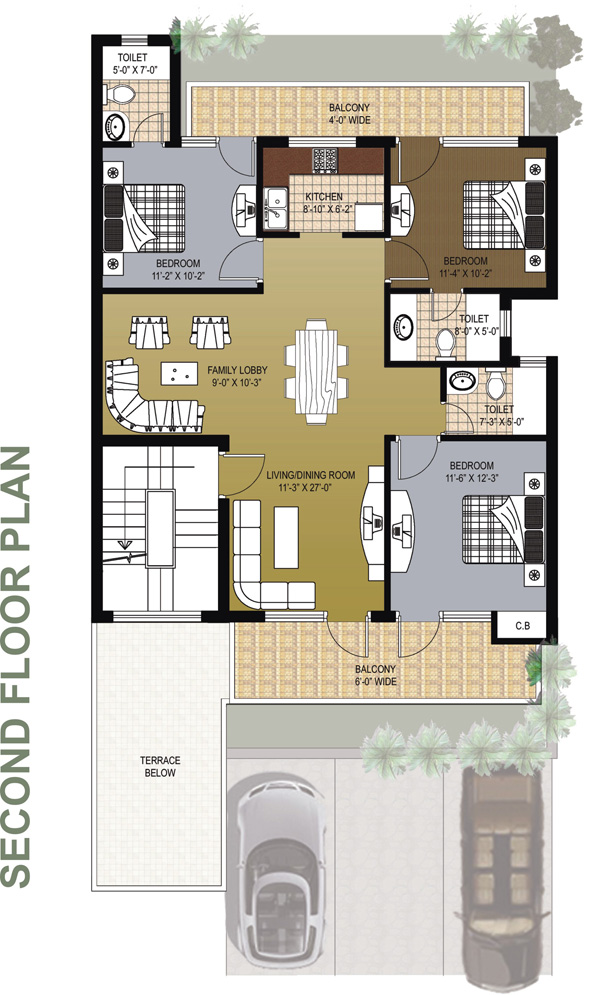 TOILET
5'-0" X 7'-0"
BALCONY
4'-0" WIDE
KITCHEN
8'-10" X 6'-2"
BEDROOM
11'-2" X 10'-2"
BEDROOM
11'-4" X 10'-2"
TOILET
8'-0" X 5'-0"
FAMILY LOBBY
9'-0" X 10'-3"
TOILET
7'-3" X 5'-0"
LIVING/DINING ROOM
11'-3" X 27'-0"
BEDROOM
11'-6" X 12'-3"
C.B
BALCONY
6'-0" WIDE
TERRACE
BELOW
SECOND FLOOR PLAN